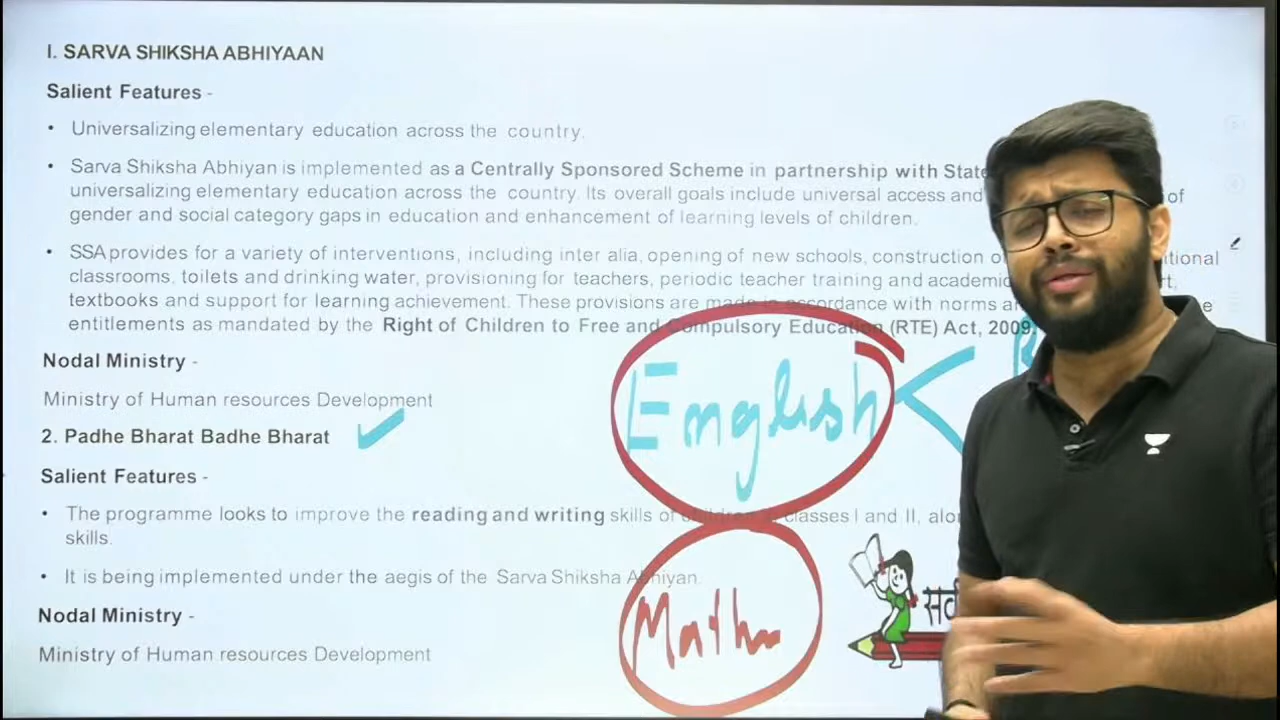 I. SARVA SHIKSHA ABHIYAAN
Salient Features -
• Universalizing elementary education across the country.
• Sarva Shiksha Abhiyan is implemented as a Centrally Sponsored Scheme in partnership with State
universalizing elementary education across the country. Its overall goals include universal access and of
gender and social category gaps in education and enhancement of learning levels of children.
• SSA provides for a variety of interventions, including inter alia, opening of new schools, construction
classrooms, toilets and drinking water, provisioning for teachers, periodic teacher training and academic
textbooks and support for learning achievement. These provisions are made in accordance with norms
entitlements as mandated by the Right of Children to Free and Compulsory Education (RTE) Act, 2009.
Nodal Ministry -
Ministry of Human resources Development
English
2. Padhe Bharat Badhe Bharat
Salient Features -
• The programme looks to improve the reading and writing skills of children in classes I and II,
skills.
• It is being implemented under the aegis of the Sarva Shiksha Abhiyan.
Nodal Ministry -
Maths
Ministry of Human resources Development